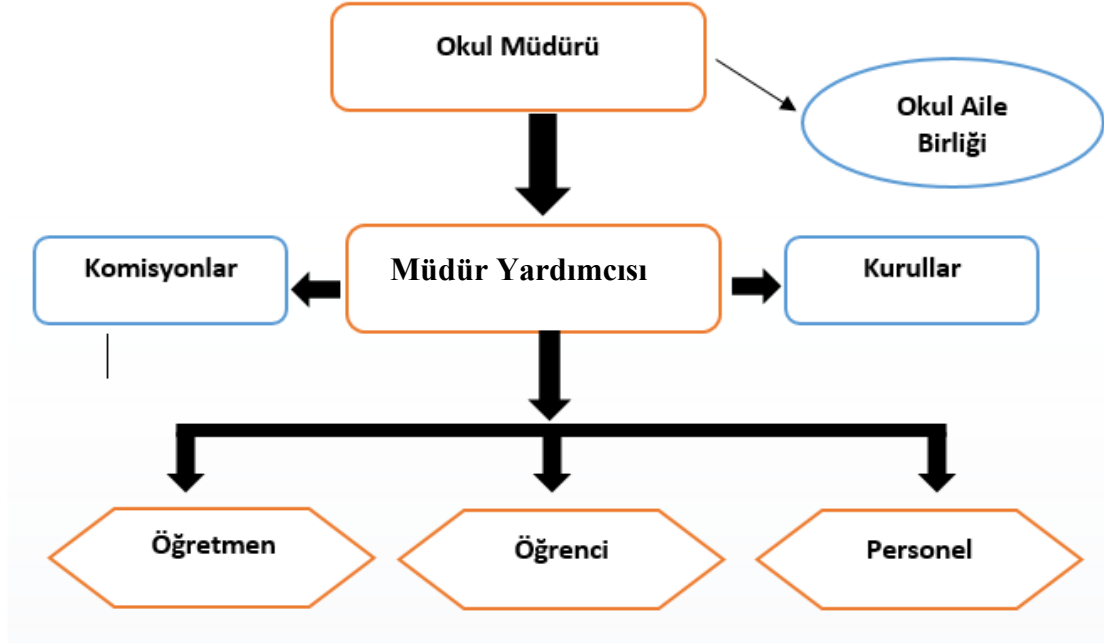 Okul Müdürü
Okul Aile
Birliği
Komisyonlar
Müdür Yardımcısı
Kurullar
Öğretmen
Öğrenci
Personel